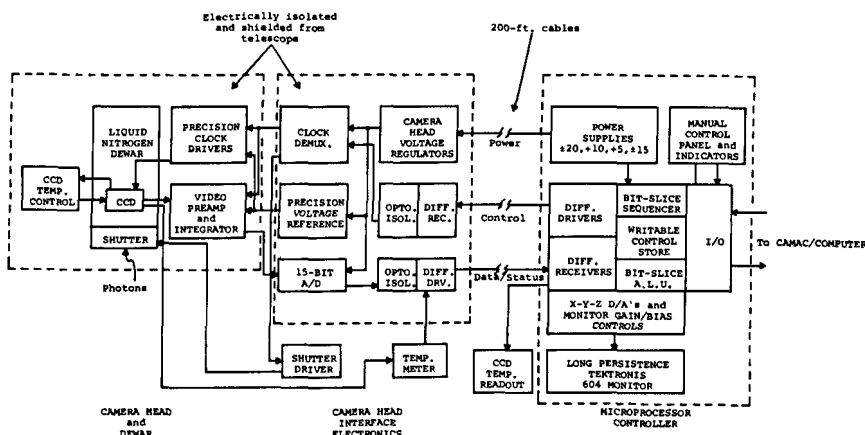 Electrically isolated
and shielded from
telescope
200-ft. cables
LIQUID
NITROGEN
DEWAR
PRECISION
CLOCK
DRIVERS
CLOCK
DEMUX.
CAMERA
HEAD
VOLTAGE
REGULATORS
Power
POWER
SUPPLIES
±20,+10,+5,±15
MANUAL
CONTROL
PANEL and
INDICATORS
CCD
TEMP.
CONTROL
CCD
VIDEO
PREAMP
and
INTEGRATOR
PRECISION
VOLTAGE
REFERENCE
OPTO.
ISOL.
DIFF.
REC.
Control
DIFF.
DRIVERS
BIT-SLICE
SEQUENCER
WRITABLE
CONTROL
STORE
I/O
To CAMAC/COMPUTER
SHUTTER
Photons
15-BIT
A/D
OPTO.
ISOL.
DIFF.
DRV.
Data/Status
DIFF.
RECEIVERS
BIT-SLICE
A.L.U.
X-Y-Z D/A's and
MONITOR GAIN/BIAS
CONTROLS
SHUTTER
DRIVER
TEMP.
METER
CCD
TEMP.
READOUT
LONG PERSISTENCE
TEKTRONIS
604 MONITOR
CAMERA HEAD
and
DEWAR
CAMERA HEAD
INTERFACE
ELECTRONICS
MICROPROCESSOR
CONTROLLER